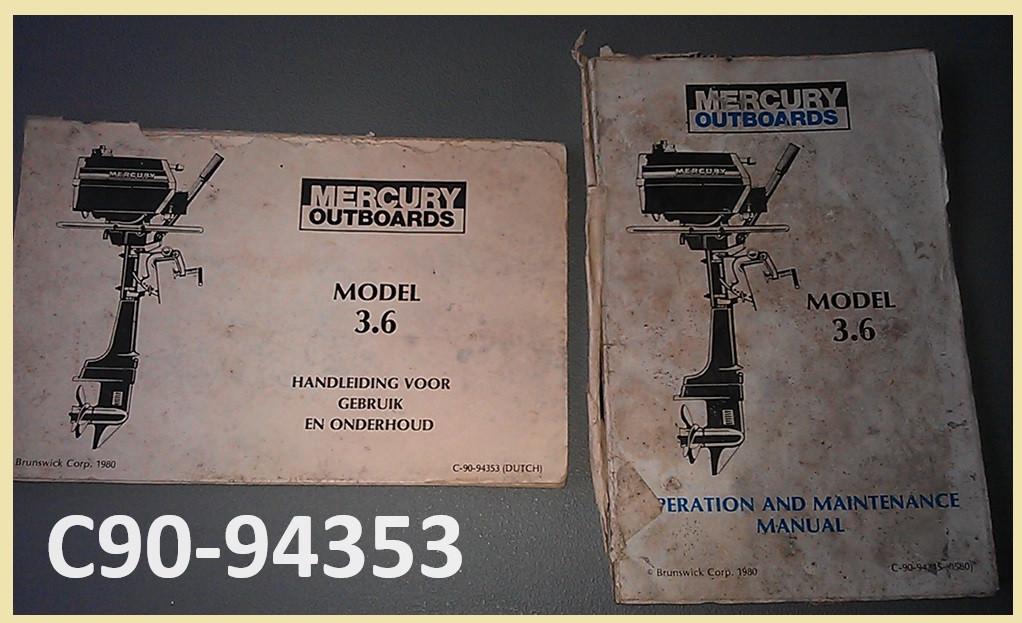 MERCURY
MERCURY
OUTBOARDS
MODEL
3.6
HANDLEIDING VOOR
GEBRUIK
EN ONDERHOUD
Brunswick Corp. 1980
C-90-94353 (DUTCH)
MERCURY
OUTBOARDS
MERCURY
MODEL
3.6
PERATION AND MAINTENANCE
MANUAL
© Brunswick Corp. 1980
C90-94353